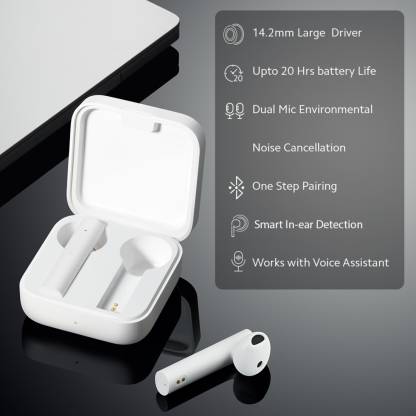 14.2mm Large Driver
Upto 20 Hrs battery Life
20
Dual Mic Environmental
Noise Cancellation
One Step Pairing
Smart In-ear Detection
Works with Voice Assistant